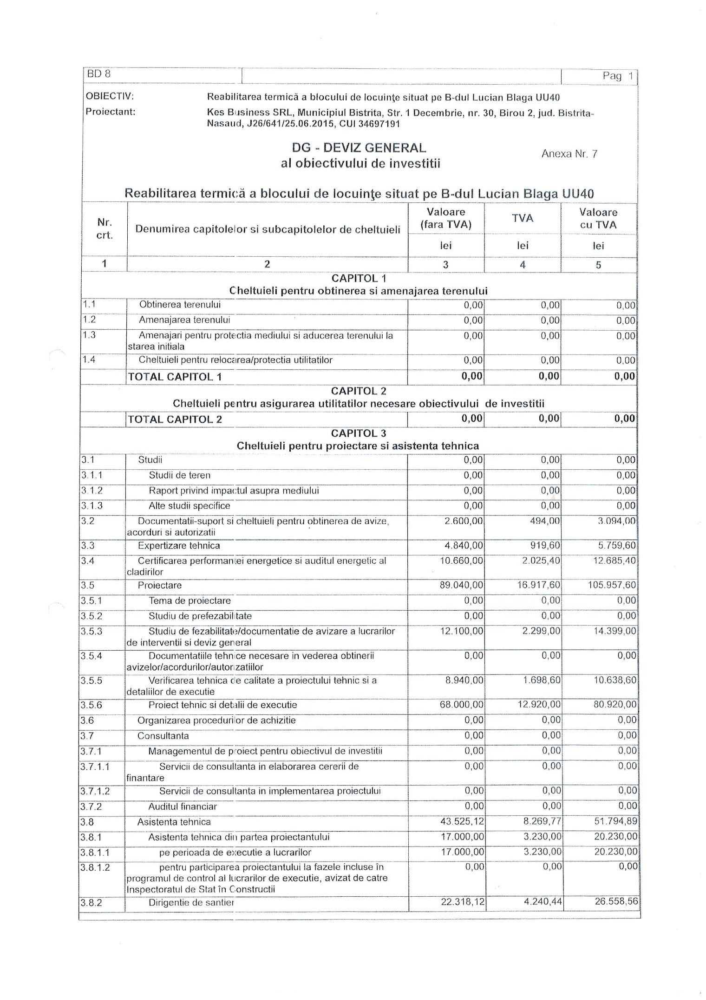 BD 8 Pag 1
OBIECTIV: Reabilitarea termică a blocului de locuinţe situat pe B-dul Lucian Blaga UU40
Proiectant: Kes Business SRL, Municipiul Bistrita, Str. 1 Decembrie, nr. 30, Birou 2, jud. Bistrita-
Nasaud, J26/641/25.06.2015, CUI 34697191
DG - DEVIZ GENERAL
Anexa Nr. 7
al obiectivului de investitii
Reabilitarea termică a blocului de locuinţe situat pe B-dul Lucian Blaga UU40
Nr. crt. Denumirea capitolelor si subcapitolelor de cheltuieli Valoare (fara TVA) TVA Valoare cu TVA
lei lei lei
1 2 3 4 5
CAPITOL 1
Cheltuieli pentru obtinerea si amenajarea terenului
1.1 Obtinerea terenului 0,00 0,00 0,00
1.2 Amenajarea terenului 0,00 0,00 0,00
1.3 Amenajari pentru protectia mediului si aducerea terenului la 0,00 0,00 0,00
starea initiala
1.4 Cheltuieli pentru relocarea/protectia utilitatilor 0,00 0,00 0,00
TOTAL CAPITOL 1 0,00 0,00 0,00
CAPITOL 2
Cheltuieli pentru asigurarea utilitatilor necesare obiectivului de investitii
TOTAL CAPITOL 2 0,00 0,00 0,00
CAPITOL 3
Cheltuieli pentru proiectare si asistenta tehnica
3.1 Studii 0,00 0,00 0,00
3.1.1 Studii de teren 0,00 0,00 0,00
3.1.2 Raport privind impactul asupra mediului 0,00 0,00 0,00
3.1.3 Alte studii specifice 0,00 0,00 0,00
3.2 Documentatii-suport si cheltuieli pentru obtinerea de avize, 2.600,00 494,00 3.094,00
acorduri si autorizatii
3.3 Expertizare tehnica 4.840,00 919,60 5.759,60
3.4 Certificarea performantei energetice si auditul energetic al 10.660,00 2.025,40 12.685,40
cladirilor
3.5 Proiectare 89.040,00 16.917,60 105.957,60
3.5.1 Tema de proiectare 0,00 0,00 0,00
3.5.2 Studiu de prefezabilitate 0,00 0,00 0,00
3.5.3 Studiu de fezabilitate/documentatie de avizare a lucrarilor 12.100,00 2.299,00 14.399,00
de interventii si deviz general
3.5.4 Documentatiile tehnice necesare in vederea obtinerii 0,00 0,00 0,00
avizelor/acordurilor/autorizatiilor
3.5.5 Verificarea tehnica de calitate a proiectului tehnic si a 8.940,00 1.698,60 10.638,60
detaliilor de executie
3.5.6 Proiect tehnic si detalii de executie 68.000,00 12.920,00 80.920,00
3.6 Organizarea procedurilor de achizitie 0,00 0,00 0,00
3.7 Consultanta 0,00 0,00 0,00
3.7.1 Managementul de proiect pentru obiectivul de investitii 0,00 0,00 0,00
3.7.1.1 Servicii de consultanta in elaborarea cererii de 0,00 0,00 0,00
finantare
3.7.1.2 Servicii de consultanta in implementarea proiectului 0,00 0,00 0,00
3.7.2 Auditul financiar 0,00 0,00 0,00
3.8 Asistenta tehnica 43.525,12 8.269,77 51.794,89
3.8.1 Asistenta tehnica din partea proiectantului 17.000,00 3.230,00 20.230,00
3.8.1.1 pe perioada de executie a lucrarilor 17.000,00 3.230,00 20.230,00
3.8.1.2 pentru participarea proiectantului la fazele incluse în 0,00 0,00 0,00
programul de control al lucrarilor de executie, avizat de catre
Inspectoratul de Stat în Constructii
3.8.2 Dirigentie de santier 22.318,12 4.240,44 26.558,56